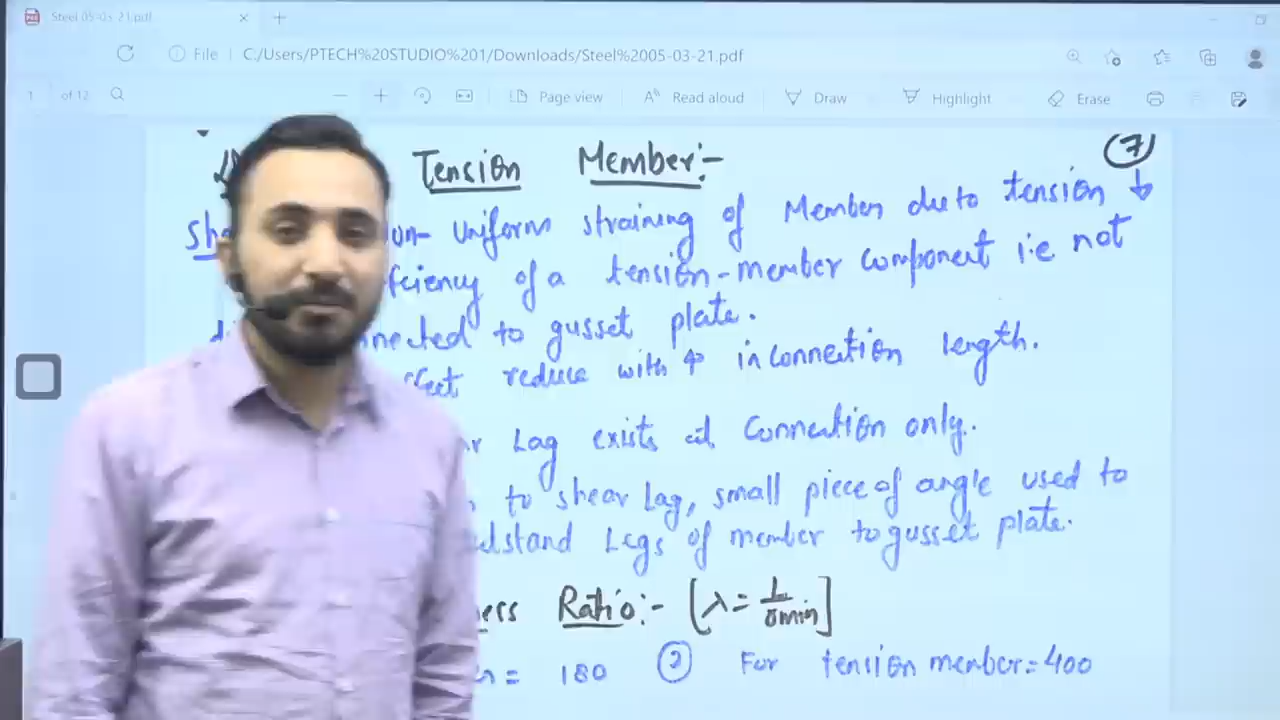 Steel 05-03-21.pdf
File C:/Users/PTECH%20STUDIO%201/Downloads/Steel%2005-03-21.pdf
1 of 12 Page view Read aloud Draw Highlight Erase
Tension Member:-
7
uniform straining of Member due to tension ↓
of a tension-member component i.e not
to gusset plate.
reduce with ↑ in connection length.
Lag exists at Connection only.
to shear Lag, small piece of angle used to
Legs of member to gusset plate.
Ratio:- [λ = L/rmin]
= 180 ② For tension member = 400